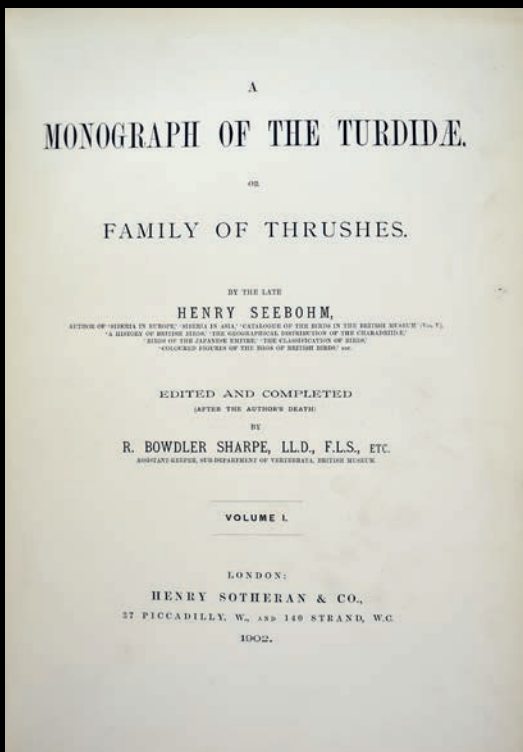 A
MONOGRAPH OF THE TURDIDÆ,
OR
FAMILY OF THRUSHES.
BY THE LATE
HENRY SEEBOHM,
AUTHOR OF 'SIBERIA IN EUROPE,' 'SIBERIA IN ASIA,' 'CATALOGUE OF THE BIRDS IN THE BRITISH MUSEUM' (VOL. V),
'A HISTORY OF BRITISH BIRDS,' 'THE GEOGRAPHICAL DISTRIBUTION OF THE CHARADRIIDÆ,'
'BIRDS OF THE JAPANESE EMPIRE,' 'THE CLASSIFICATION OF BIRDS,'
'COLOURED FIGURES OF THE EGGS OF BRITISH BIRDS,' ETC.
EDITED AND COMPLETED
(AFTER THE AUTHOR'S DEATH)
BY
R. BOWDLER SHARPE, LL.D., F.L.S., ETC.
ASSISTANT-KEEPER, SUB-DEPARTMENT OF VERTEBRATA, BRITISH MUSEUM.
VOLUME I.
LONDON:
HENRY SOTHERAN & CO.,
37 PICCADILLY, W., AND 140 STRAND, W.C.
1902.